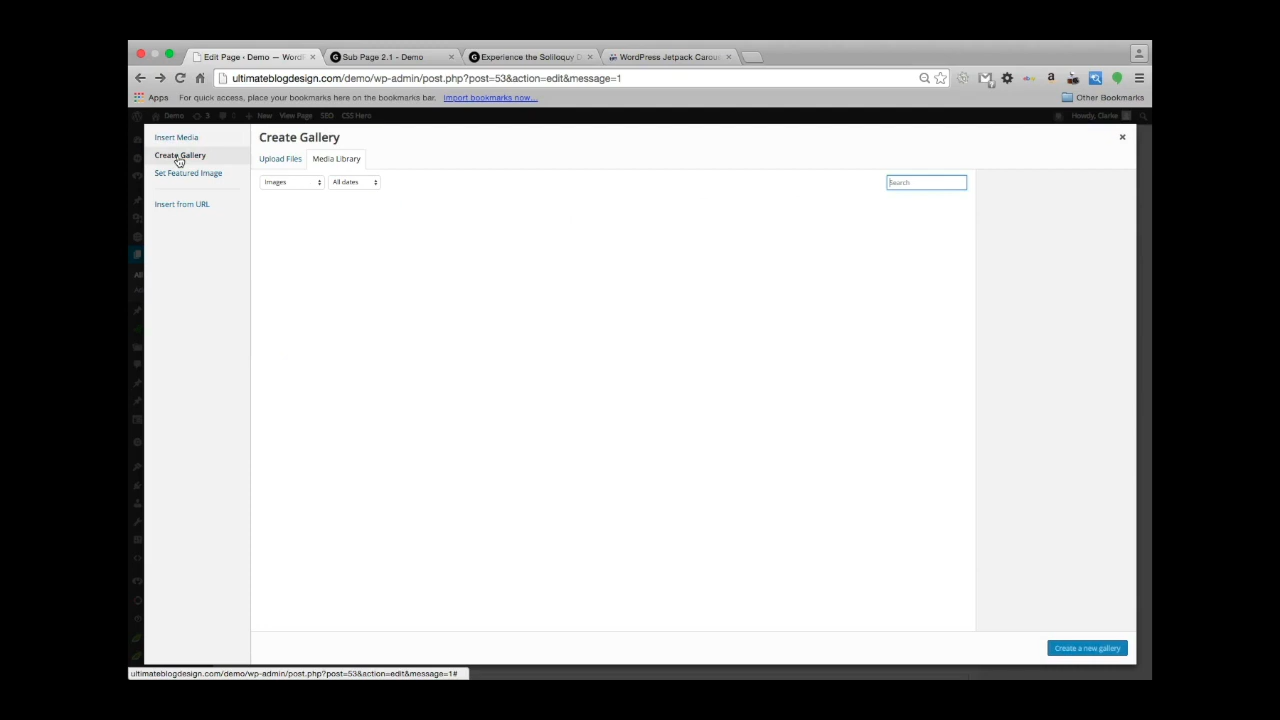 Edit Page ‹ Demo — Word
Sub Page 2.1 - Demo
Experience the Soliloquy D
WordPress Jetpack Carous
ultimateblogdesign.com/demo/wp-admin/post.php?post=53&action=edit&message=1
Apps
For quick access, place your bookmarks here on the bookmarks bar.
Import bookmarks now...
Other Bookmarks
Demo
3
New
View Page
SEO
CSS Hero
Howdy, Clarke
Insert Media
Create Gallery
Set Featured Image
Insert from URL
Create Gallery
Upload Files
Media Library
Images
All dates
Search
All
Create a new gallery
ultimateblogdesign.com/demo/wp-admin/post.php?post=53&action=edit&message=1#